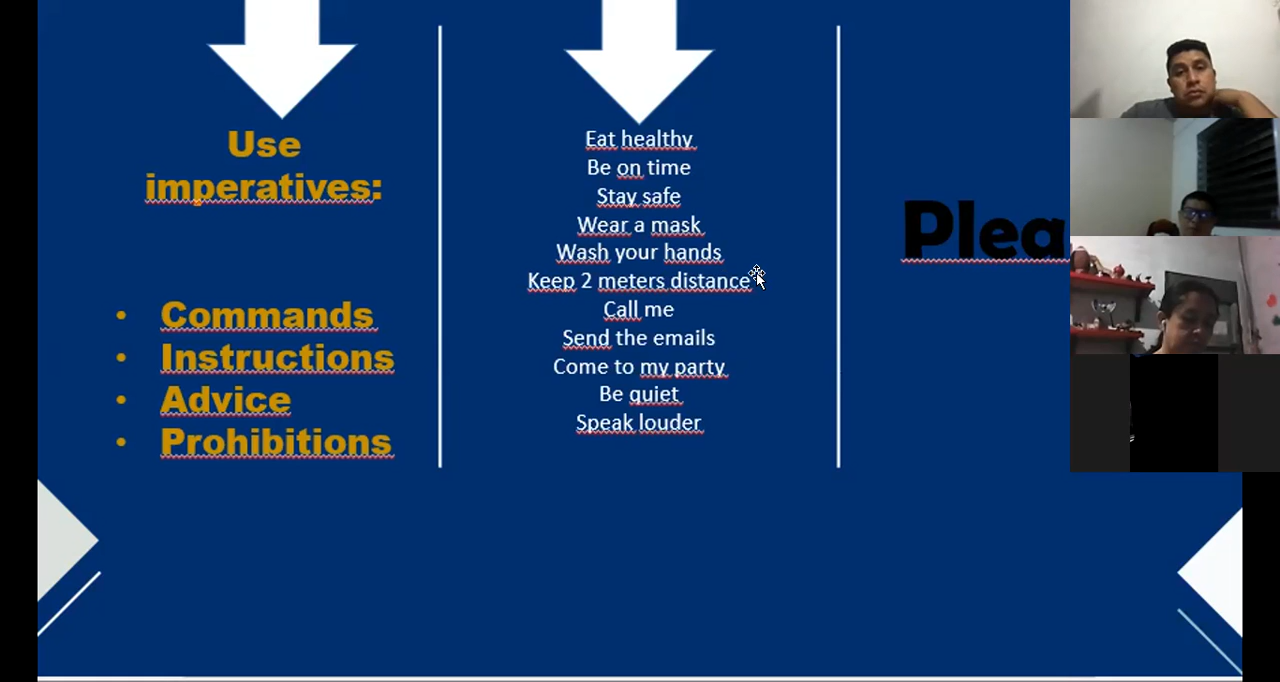 Use
imperatives:
• Commands
• Instructions
• Advice
• Prohibitions
Eat healthy
Be on time
Stay safe
Wear a mask
Wash your hands
Keep 2 meters distance
Call me
Send the emails
Come to my party
Be quiet
Speak louder
Plea